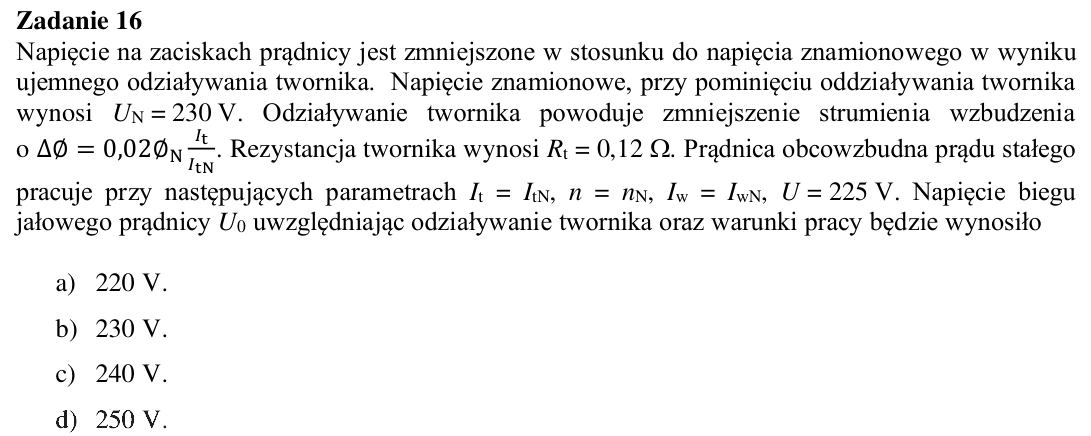 Zadanie 16
Napięcie na zaciskach prądnicy jest zmniejszone w stosunku do napięcia znamionowego w wyniku
ujemnego odziaływania twornika. Napięcie znamionowe, przy pominięciu oddziaływania twornika
wynosi U_N = 230 V. Odziaływanie twornika powoduje zmniejszenie strumienia wzbudzenia
o ΔØ = 0,02Ø_N I_t/I_tN. Rezystancja twornika wynosi R_t = 0,12 Ω. Prądnica obcowzbudna prądu stałego
pracuje przy następujących parametrach I_t = I_tN, n = n_N, I_w = I_wN, U = 225 V. Napięcie biegu
jałowego prądnicy U_0 uwzględniając odziaływanie twornika oraz warunki pracy będzie wynosiło
a) 220 V.
b) 230 V.
c) 240 V.
d) 250 V.